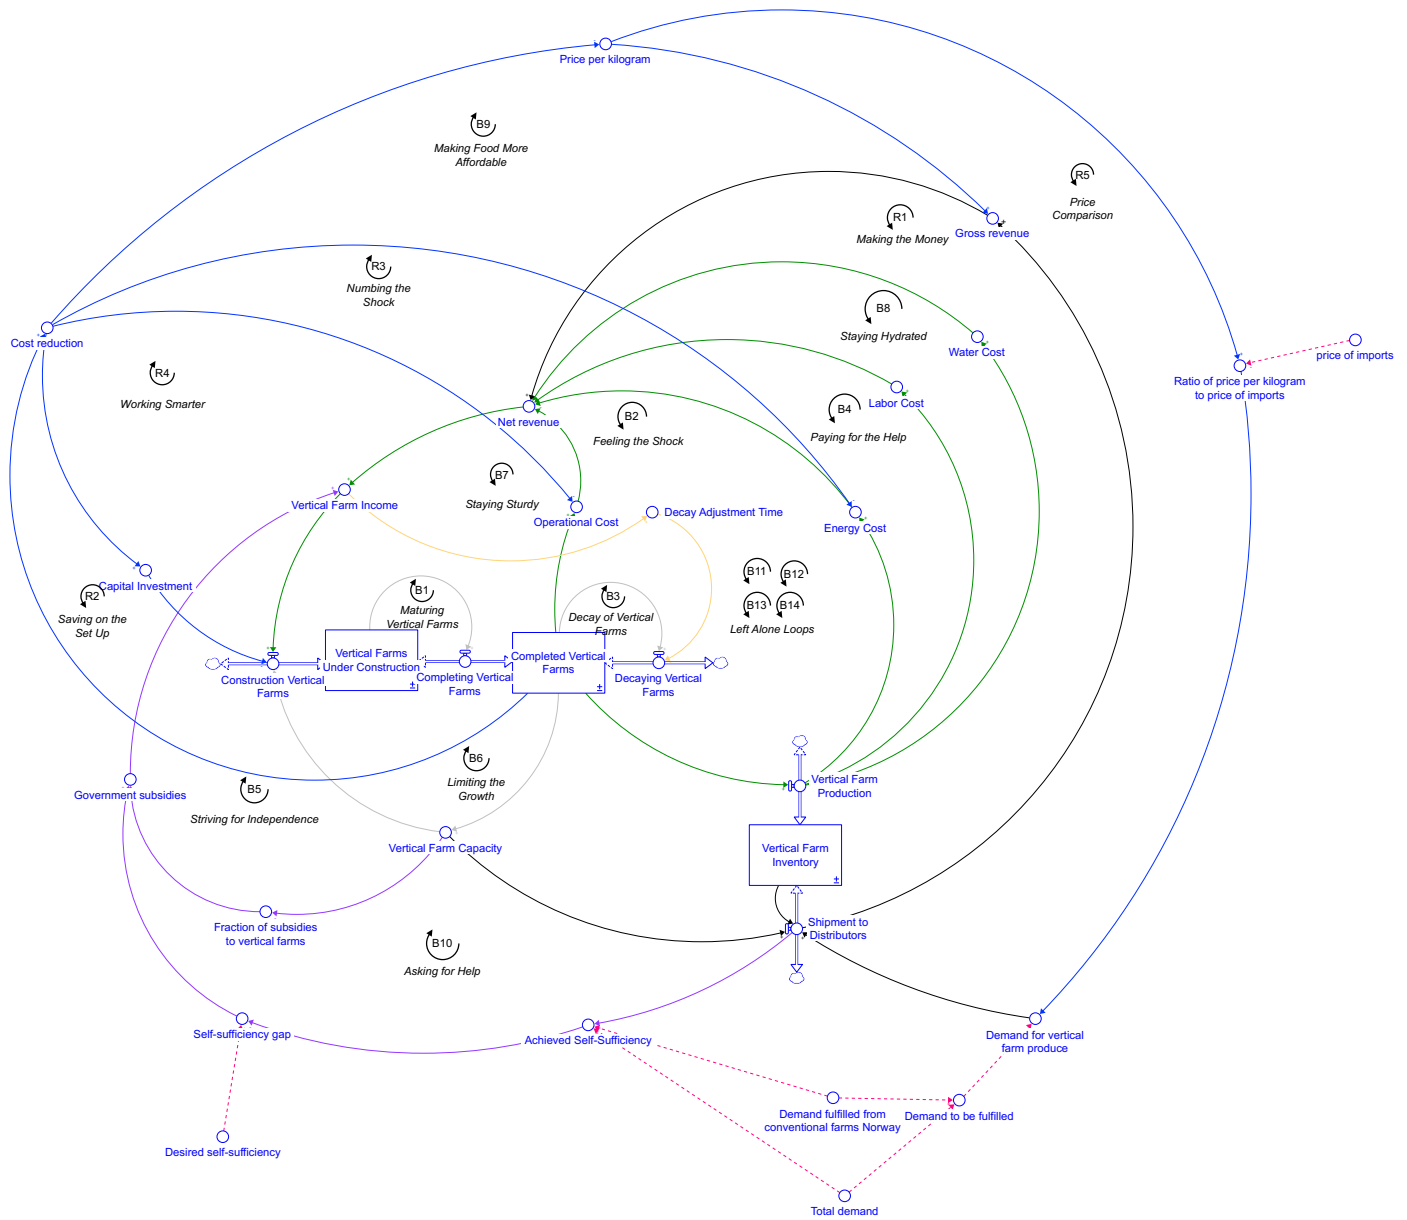 Price per kilogram
B9
Making Food More
Affordable
R5
Price
Comparison
R1
Making the Money
Gross revenue
R3
Numbing the
Shock
B8
Staying Hydrated
Cost reduction
Water Cost
price of imports
R4
Working Smarter
Ratio of price per kilogram
to price of imports
Labor Cost
B4
Paying for the Help
Net revenue
B2
Feeling the Shock
B7
Staying Sturdy
Vertical Farm Income
Operational Cost
Decay Adjustment Time
Energy Cost
Capital Investment
R2
Saving on the
Set Up
B1
Maturing
Vertical Farms
B3
Decay of Vertical
Farms
B11
B12
B13
B14
Left Alone Loops
Vertical Farms
Under Construction
±
Completed Vertical
Farms
±
Construction Vertical
Farms
Completing Vertical
Farms
Decaying Vertical
Farms
B6
Limiting the
Growth
Government subsidies
B5
Striving for Independence
Vertical Farm
Production
Vertical Farm Capacity
Vertical Farm
Inventory
±
Fraction of subsidies
to vertical farms
Shipment to
Distributors
B10
Asking for Help
Self-sufficiency gap
Achieved Self-Sufficiency
Demand for vertical
farm produce
Demand fulfilled from
conventional farms Norway
Demand to be fulfilled
Desired self-sufficiency
Total demand